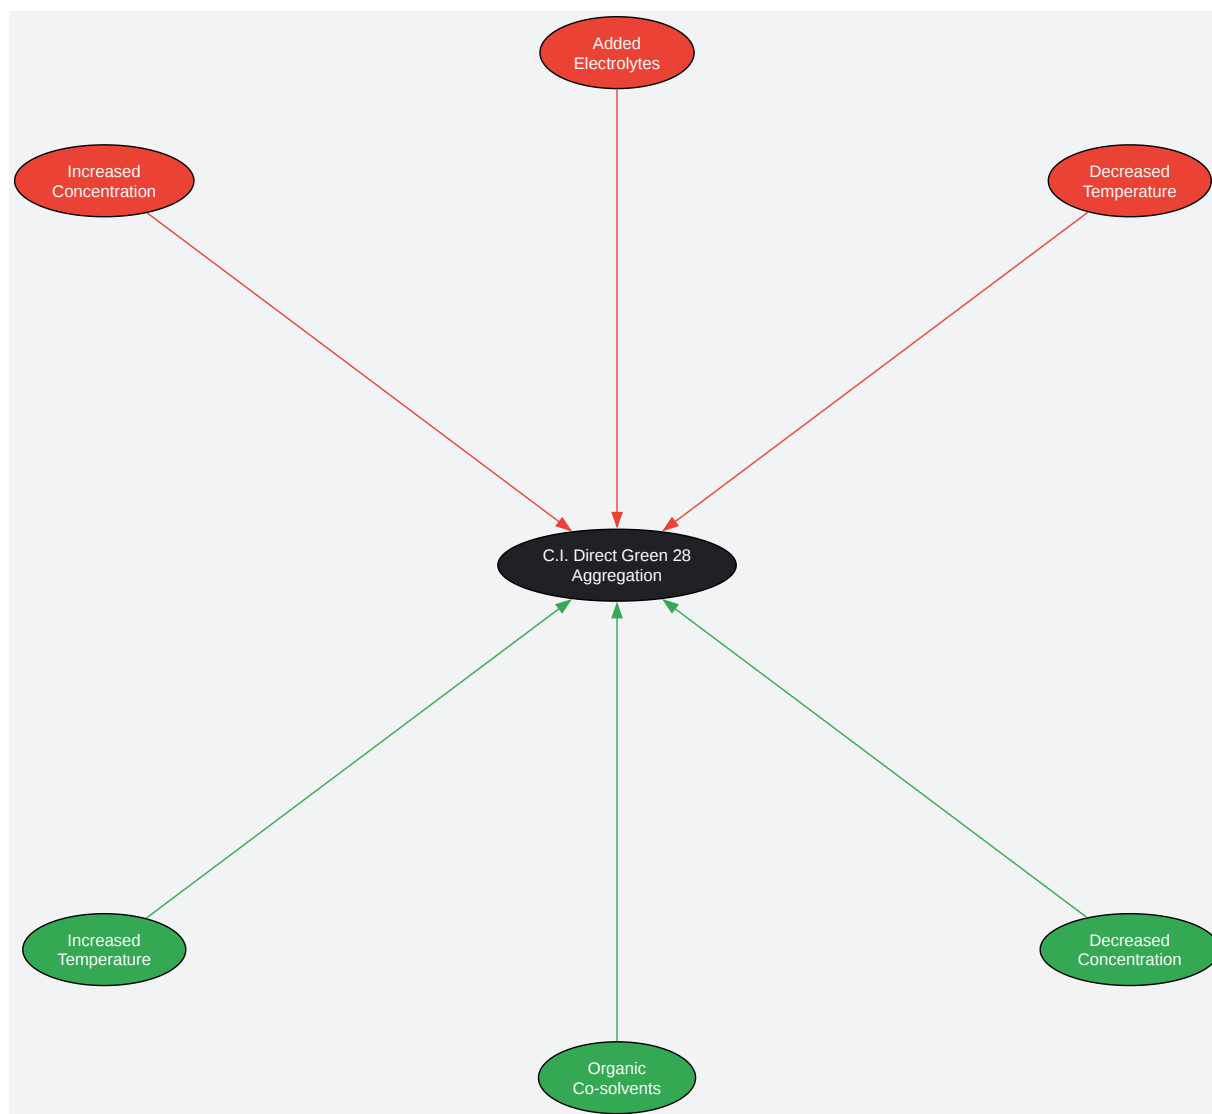 Added
Electrolytes
Increased
Concentration
Decreased
Temperature
C.I. Direct Green 28
Aggregation
Increased
Temperature
Decreased
Concentration
Organic
Co-solvents